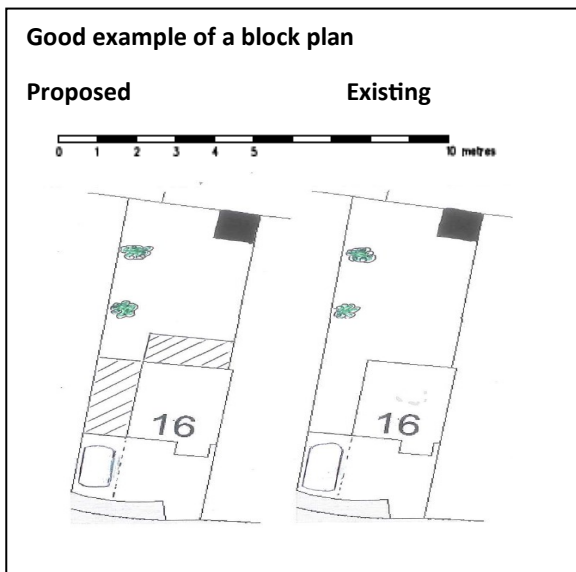 Good example of a block plan
Proposed Existing
0 1 2 3 4 5 10 metres
16 16